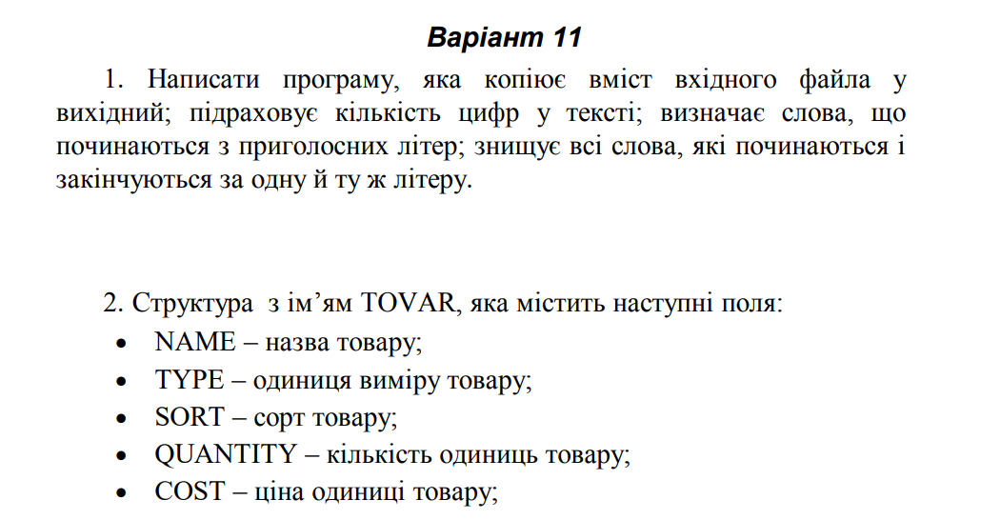 Варіант 11
1. Написати програму, яка копіює вміст вхідного файла у
вихідний; підраховує кількість цифр у тексті; визначає слова, що
починаються з приголосних літер; знищує всі слова, які починаються і
закінчуються за одну й ту ж літеру.
2. Структура з ім’ям TOVAR, яка містить наступні поля:
• NAME – назва товару;
• TYPE – одиниця виміру товару;
• SORT – сорт товару;
• QUANTITY – кількість одиниць товару;
• COST – ціна одиниці товару;